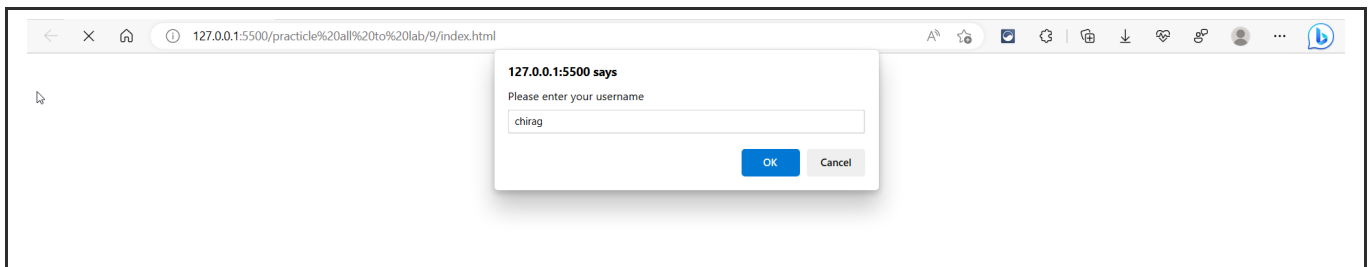 127.0.0.1:5500/practicle%20all%20to%20lab/9/index.html
127.0.0.1:5500 says
Please enter your username
chirag
OK Cancel